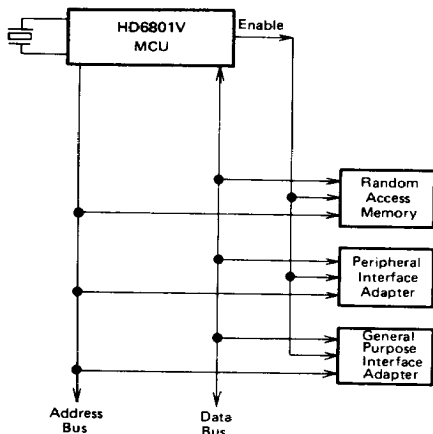 HD6801V
MCU
Enable
Random
Access
Memory
Peripheral
Interface
Adapter
General
Purpose
Interface
Adapter
Address
Bus
Data
Bus